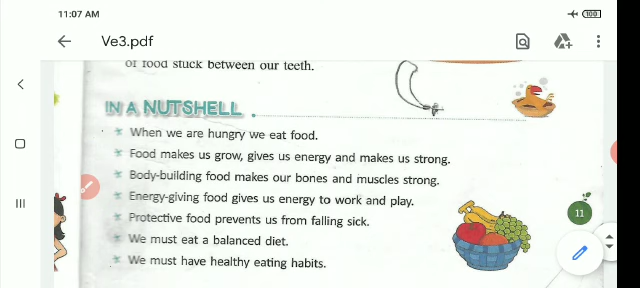 11:07 AM
100
Ve3.pdf
of food stuck between our teeth.
IN A NUTSHELL
When we are hungry we eat food.
Food makes us grow, gives us energy and makes us strong.
Body-building food makes our bones and muscles strong.
Energy-giving food gives us energy to work and play.
Protective food prevents us from falling sick.
We must eat a balanced diet.
We must have healthy eating habits.
11